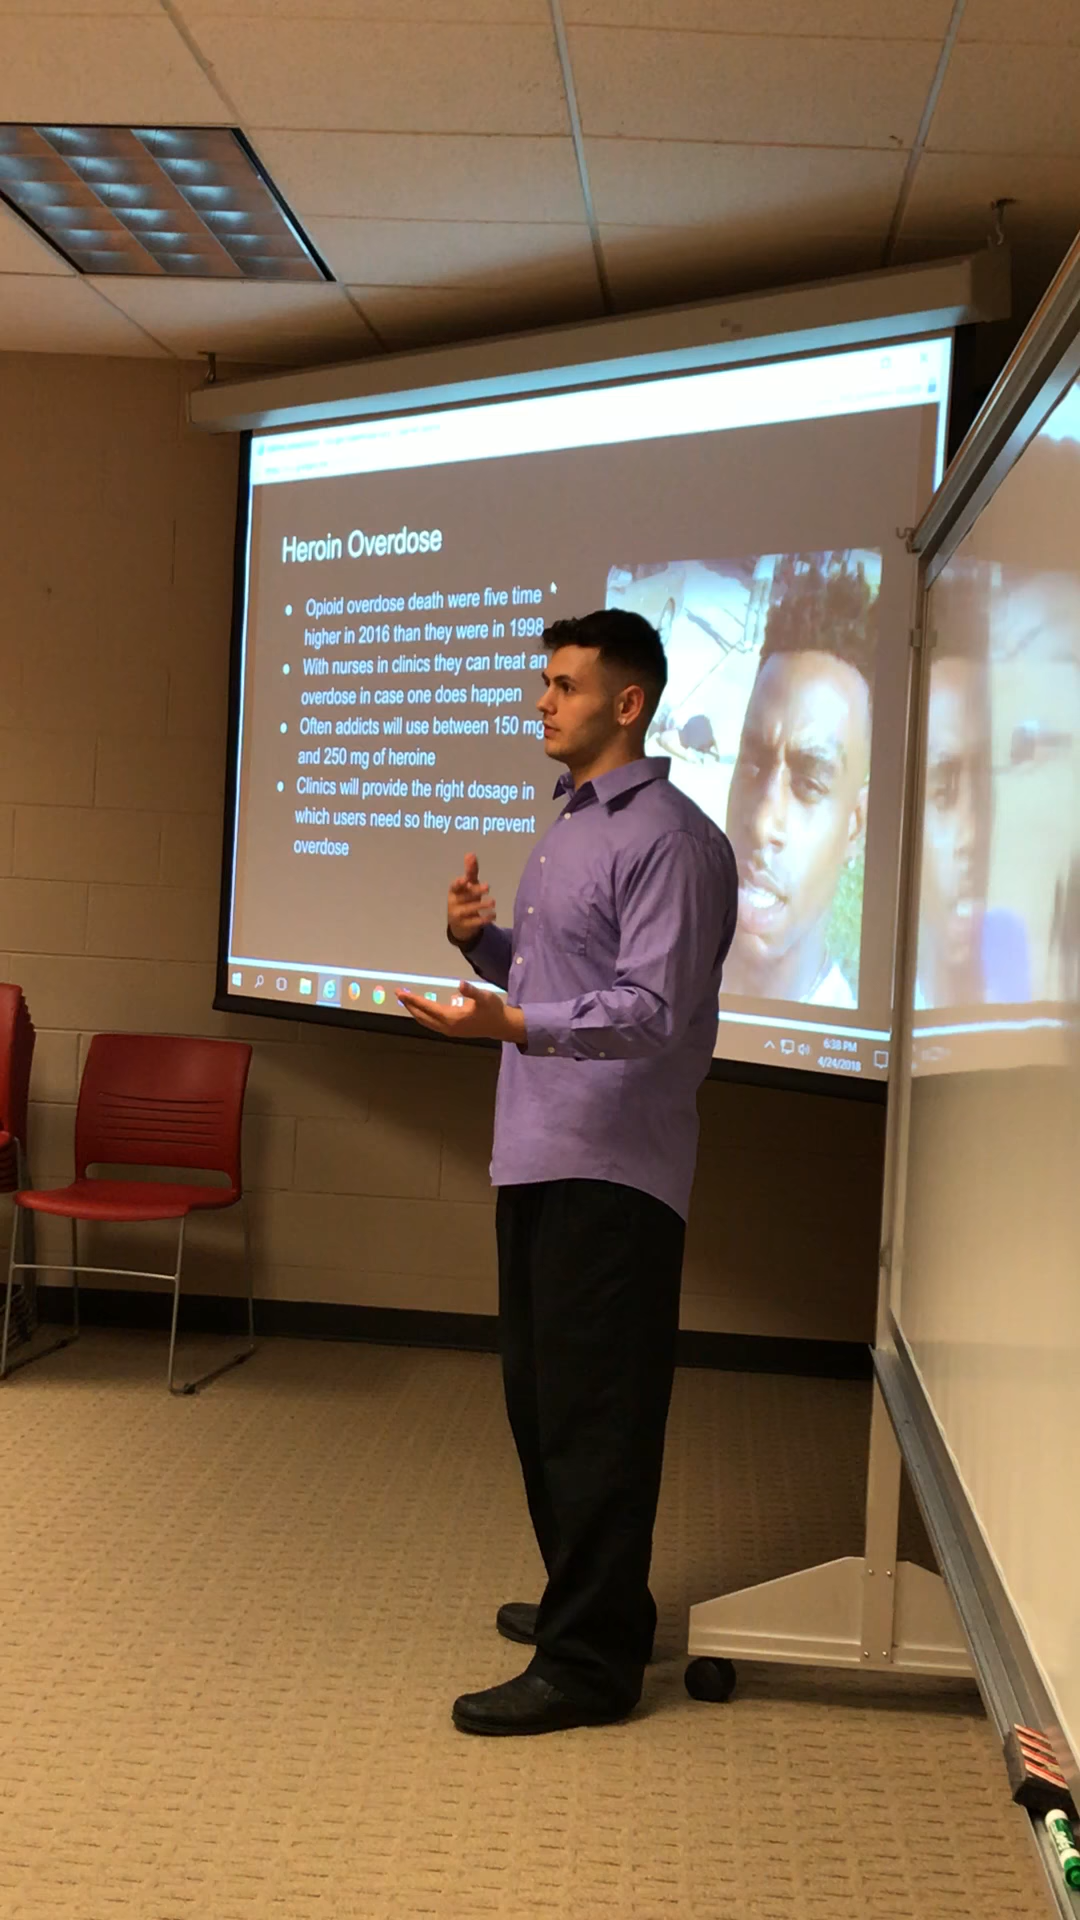 Heroin Overdose
Opioid overdose death were five time
higher in 2016 than they were in 1998
With nurses in clinics they can treat an
overdose in case one does happen
Often addicts will use between 150 mg
and 250 mg of heroine
Clinics will provide the right dosage in
which users need so they can prevent
overdose
6:38 PM
4/24/2018